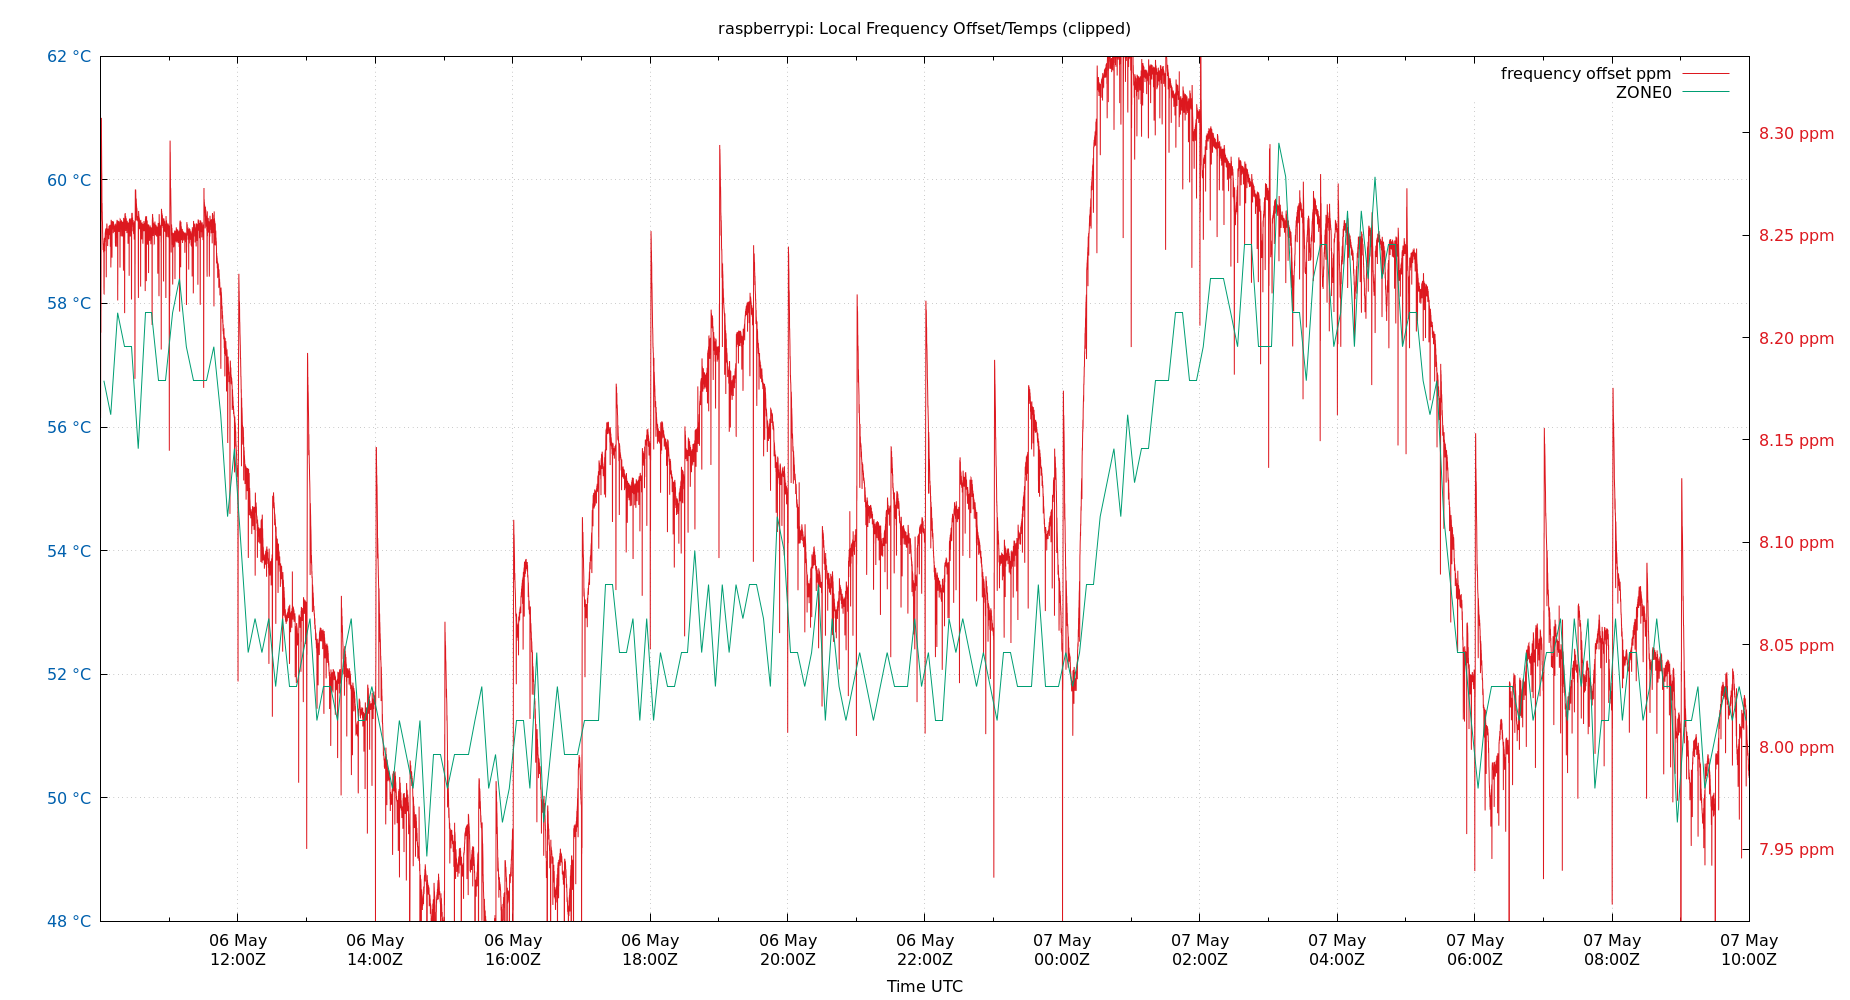 raspberrypi: Local Frequency Offset/Temps (clipped)
frequency offset ppm
ZONE0
62 °C
60 °C
58 °C
56 °C
54 °C
52 °C
50 °C
48 °C
8.30 ppm
8.25 ppm
8.20 ppm
8.15 ppm
8.10 ppm
8.05 ppm
8.00 ppm
7.95 ppm
06 May 06 May 06 May 06 May 06 May 06 May 07 May 07 May 07 May 07 May 07 May 07 May
12:00Z 14:00Z 16:00Z 18:00Z 20:00Z 22:00Z 00:00Z 02:00Z 04:00Z 06:00Z 08:00Z 10:00Z
Time UTC